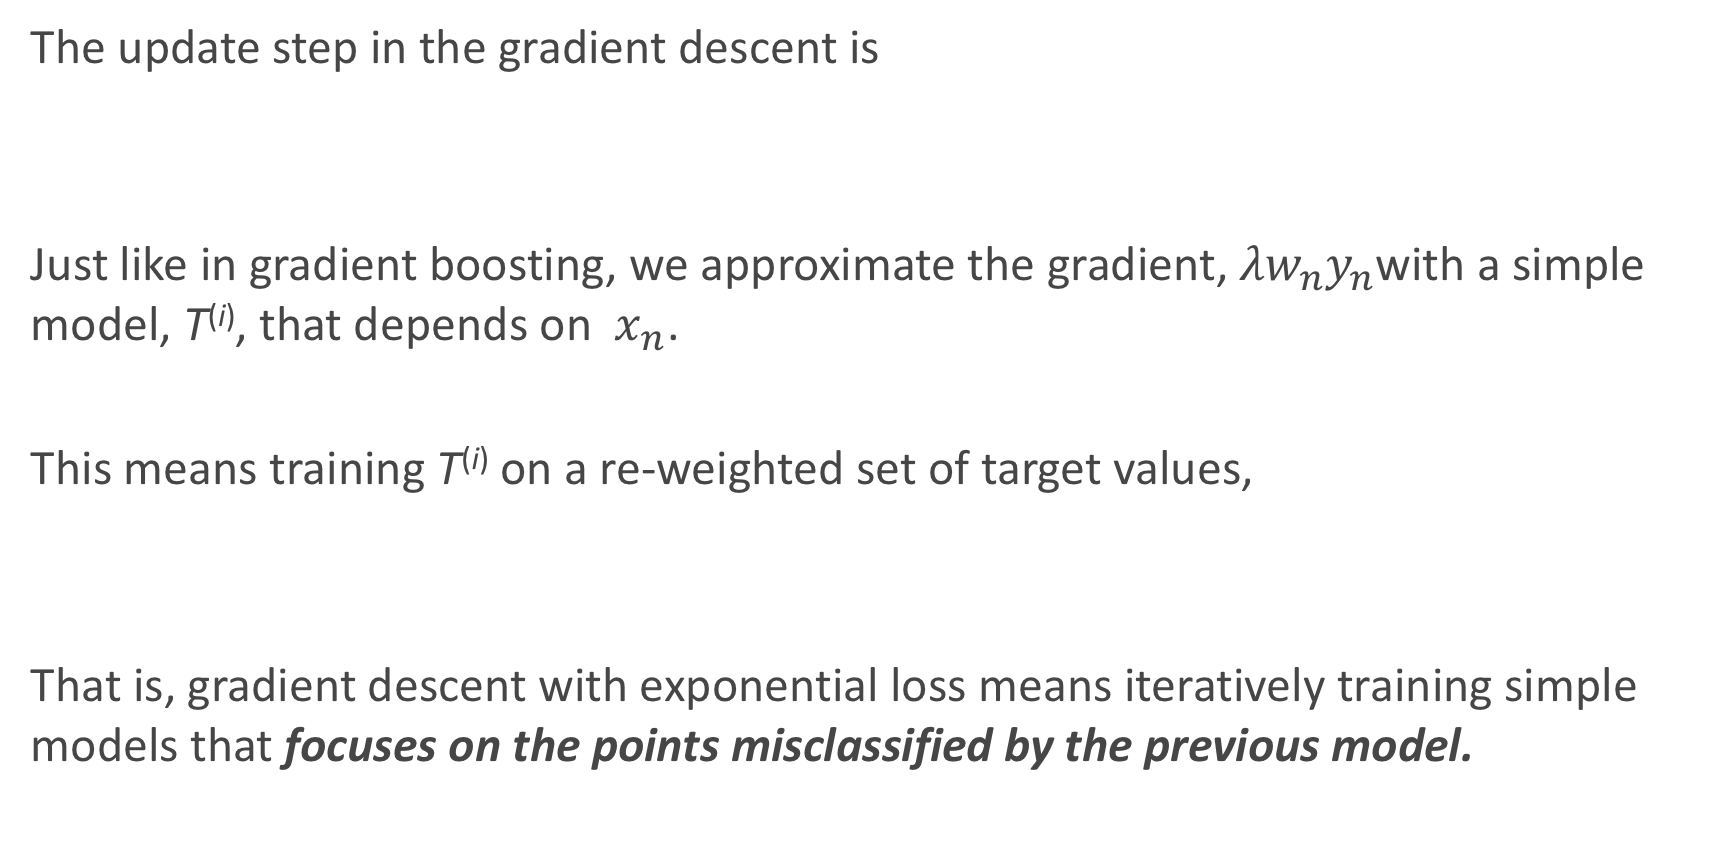 The update step in the gradient descent is
Just like in gradient boosting, we approximate the gradient, λwₙyₙ with a simple
model, T⁽ⁱ⁾, that depends on xₙ.
This means training T⁽ⁱ⁾ on a re-weighted set of target values,
That is, gradient descent with exponential loss means iteratively training simple
models that focuses on the points misclassified by the previous model.